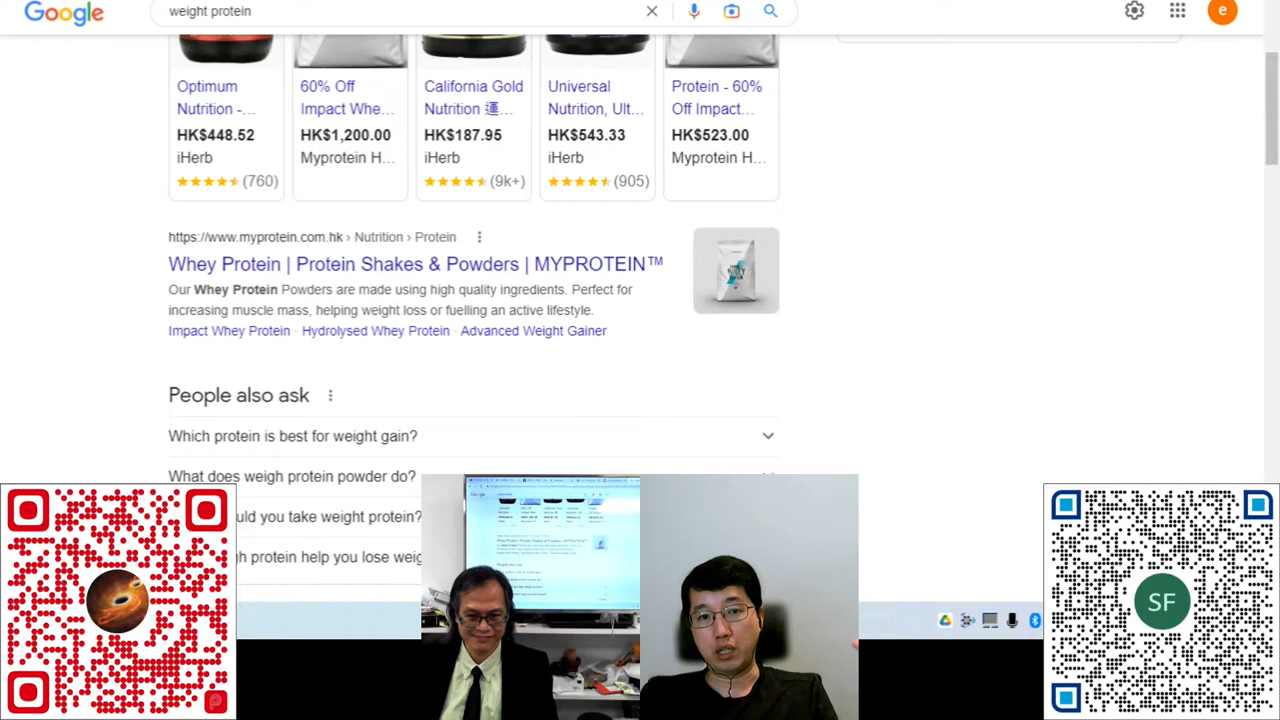 Google
weight protein
e
Optimum
Nutrition -...
HK$448.52
iHerb
(760)
60% Off
Impact Whe...
HK$1,200.00
Myprotein H...
California Gold
Nutrition 運...
HK$187.95
iHerb
(9k+)
Universal
Nutrition, Ult...
HK$543.33
iHerb
(905)
Protein - 60%
Off Impact...
HK$523.00
Myprotein H...
https://www.myprotein.com.hk › Nutrition › Protein
Whey Protein | Protein Shakes & Powders | MYPROTEIN™
Our Whey Protein Powders are made using high quality ingredients. Perfect for
increasing muscle mass, helping weight loss or fuelling an active lifestyle.
Impact Whey Protein · Hydrolysed Whey Protein · Advanced Weight Gainer
People also ask
Which protein is best for weight gain?
What does weigh protein powder do?
you take weight protein?
protein help you lose
SF